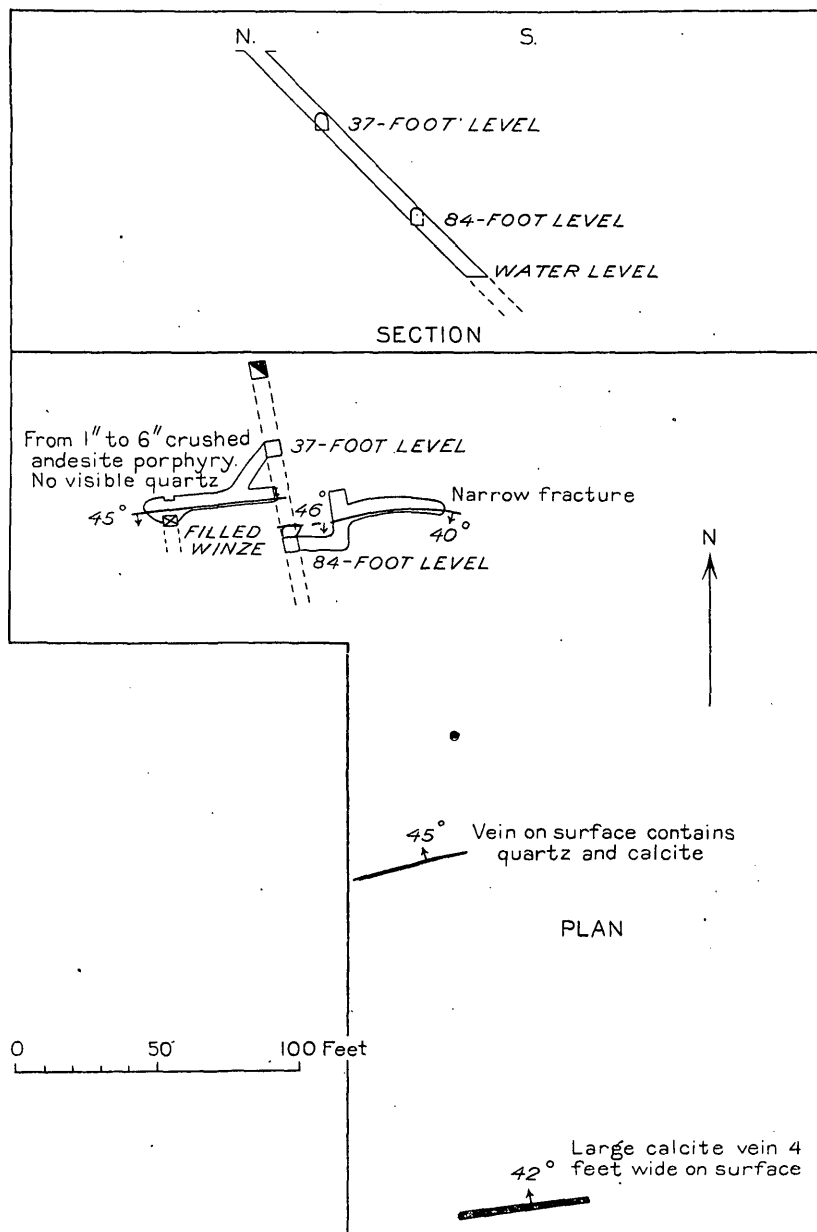 N. S.
37-FOOT LEVEL
84-FOOT LEVEL
WATER LEVEL
SECTION
From 1" to 6" crushed
andesite porphyry.
No visible quartz
37-FOOT LEVEL
45°
46°
Narrow fracture
40°
FILLED
WINZE
84-FOOT LEVEL
N
45°
Vein on surface contains
quartz and calcite
PLAN
0 50 100 Feet
Large calcite vein 4
feet wide on surface
42°